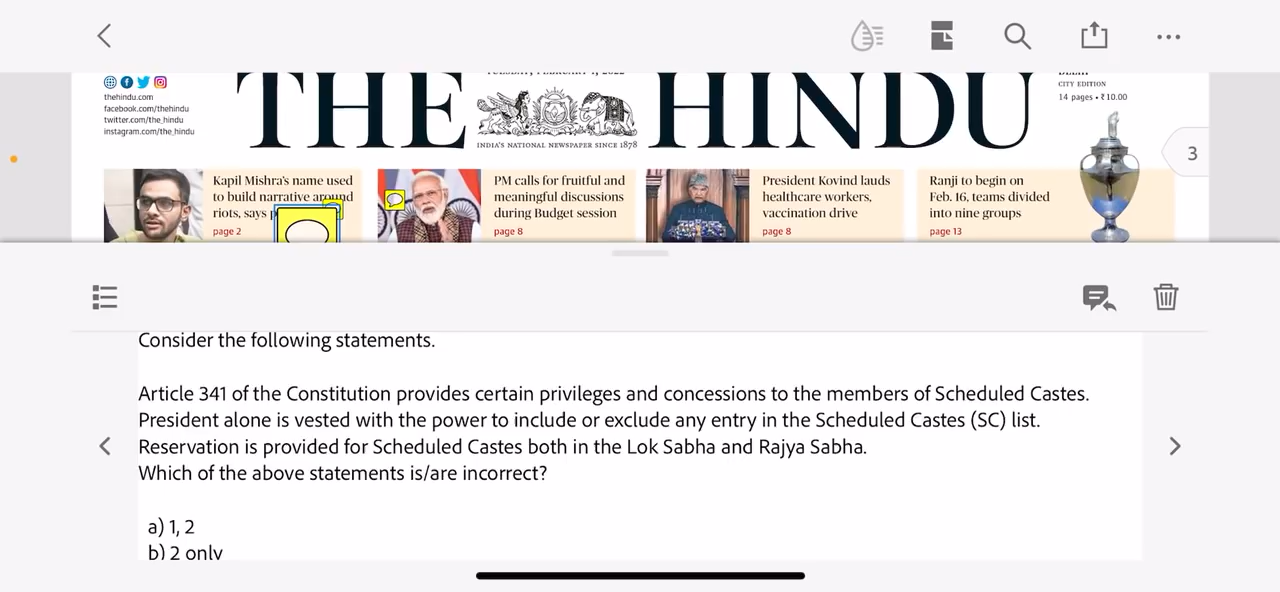 TUESDAY, FEBRUARY 1, 2022
DELHI
CITY EDITION
14 pages • ₹10.00
thehindu.com
facebook.com/thehindu
twitter.com/the_hindu
instagram.com/the_hindu
THE HINDU
INDIA'S NATIONAL NEWSPAPER SINCE 1878
3
Kapil Mishra's name used
to build narrative around
riots, says
page 2
PM calls for fruitful and
meaningful discussions
during Budget session
page 8
President Kovind lauds
healthcare workers,
vaccination drive
page 8
Ranji to begin on
Feb. 16, teams divided
into nine groups
page 13
Consider the following statements.
Article 341 of the Constitution provides certain privileges and concessions to the members of Scheduled Castes.
President alone is vested with the power to include or exclude any entry in the Scheduled Castes (SC) list.
Reservation is provided for Scheduled Castes both in the Lok Sabha and Rajya Sabha.
Which of the above statements is/are incorrect?
a) 1, 2
b) 2 only